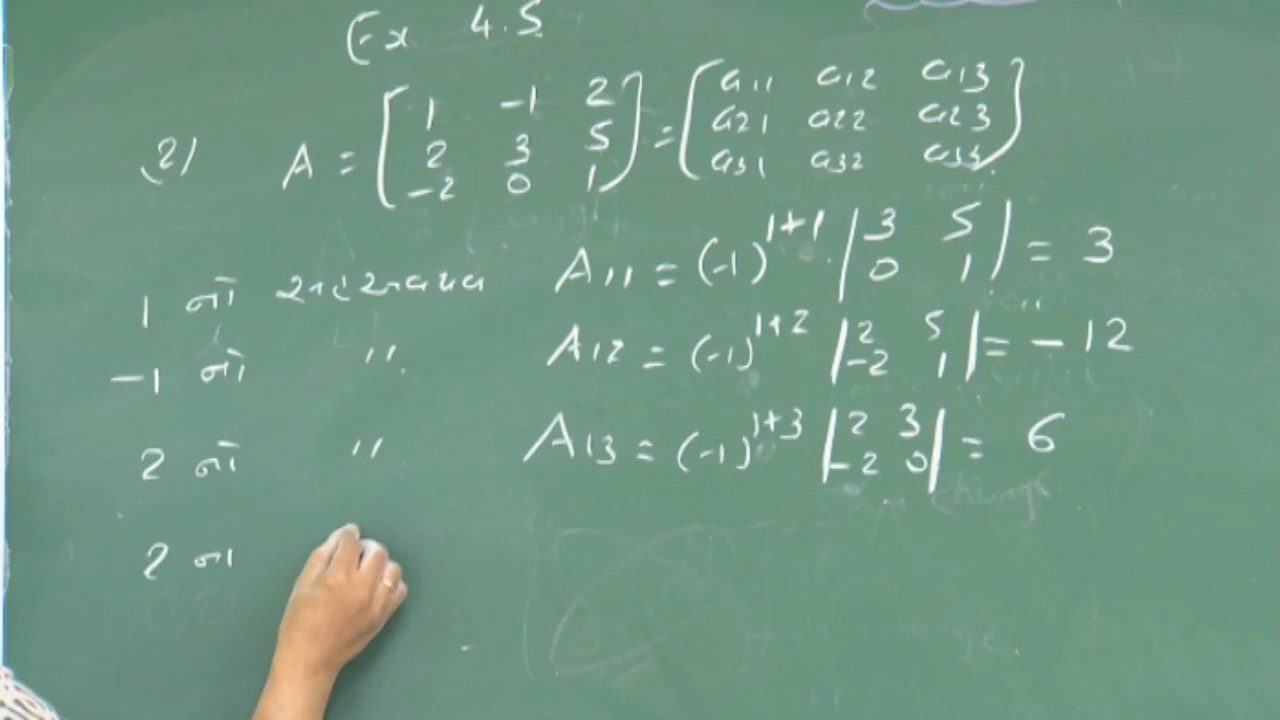 Ex 4.5
2) A = [1 -1 2 2 3 5 -2 0 1] = [a11 a12 a13 a21 a22 a23 a31 a32 a33]
1 નો સહઅવયવ A11 = (-1)^1+1 |3 5 0 1| = 3
-1 નો " A12 = (-1)^1+2 |2 5 -2 1| = -12
2 નો " A13 = (-1)^1+3 |2 3 -2 0| = 6
2 ના